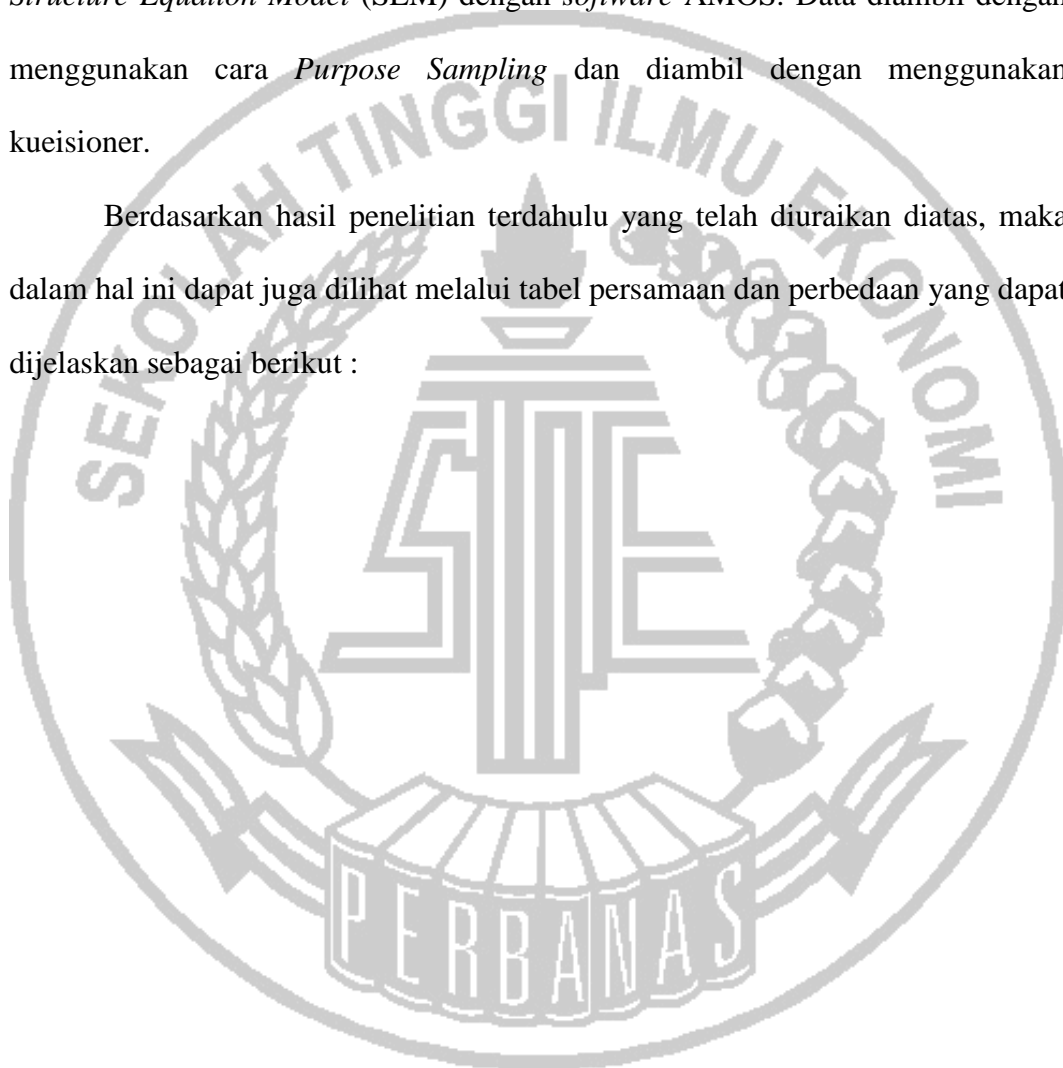 Structure Equation Model (SEM) dengan software AMOS. Data diambil dengan
menggunakan cara Purpose Sampling dan diambil dengan menggunakan
kueisioner.
Berdasarkan hasil penelitian terdahulu yang telah diuraikan diatas, maka
dalam hal ini dapat juga dilihat melalui tabel persamaan dan perbedaan yang dapat
dijelaskan sebagai berikut :
SEKOLAH TINGGI ILMU EKONOMI
STIE
PERBANAS